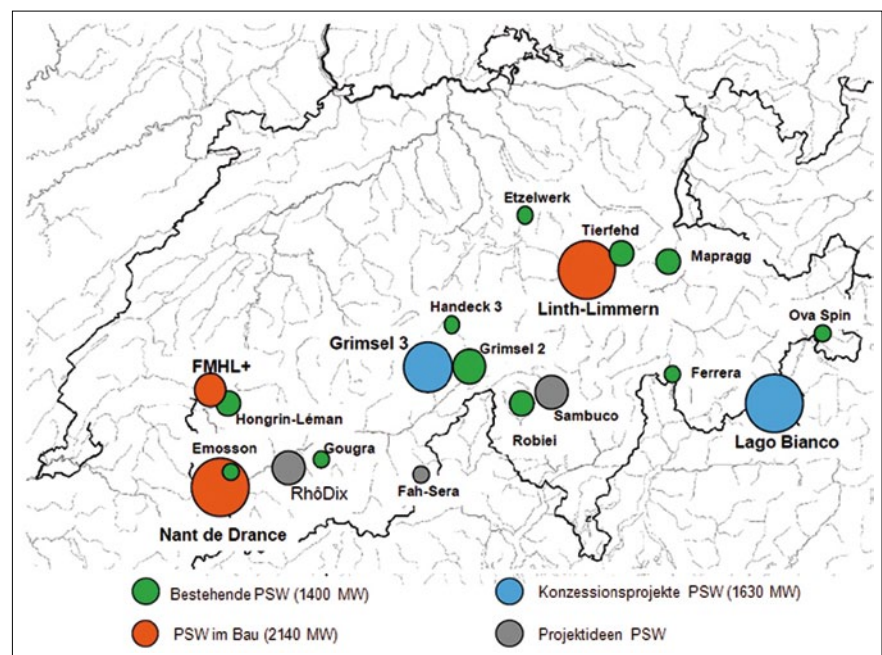 Etzelwerk
Tierfehd
Mapragg
Linth-Limmern
Handeck 3
Ova Spin
Grimsel 3
Grimsel 2
FMHL+
Ferrera
Hongrin-Léman
Sambuco
Robiei
Lago Bianco
Emosson
Gougra
RhôDix
Fah-Sera
Nant de Drance
Bestehende PSW (1400 MW)
Konzessionsprojekte PSW (1630 MW)
PSW im Bau (2140 MW)
Projektideen PSW